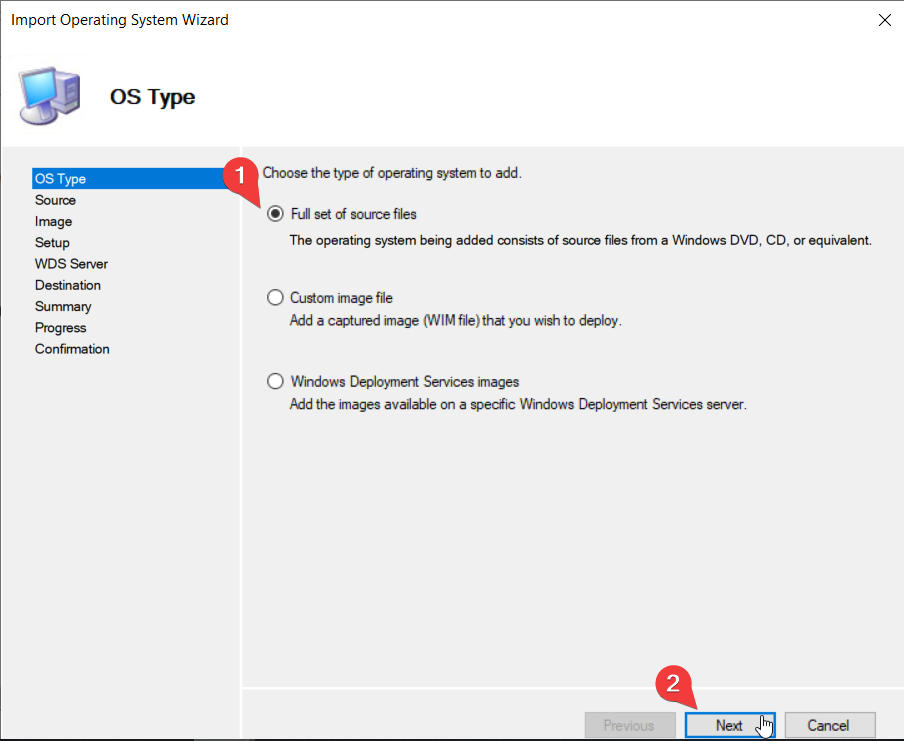 Import Operating System Wizard
OS Type
OS Type
Source
Image
Setup
WDS Server
Destination
Summary
Progress
Confirmation
1
Choose the type of operating system to add.
Full set of source files
The operating system being added consists of source files from a Windows DVD, CD, or equivalent.
Custom image file
Add a captured image (WIM file) that you wish to deploy.
Windows Deployment Services images
Add the images available on a specific Windows Deployment Services server.
2
Previous
Next
Cancel